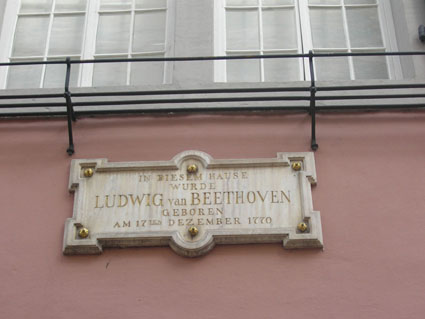 IN DIESEM HAUSE
WURDE
LUDWIG van BEETHOVEN
GEBOREN
AM 17ten DEZEMBER 1770